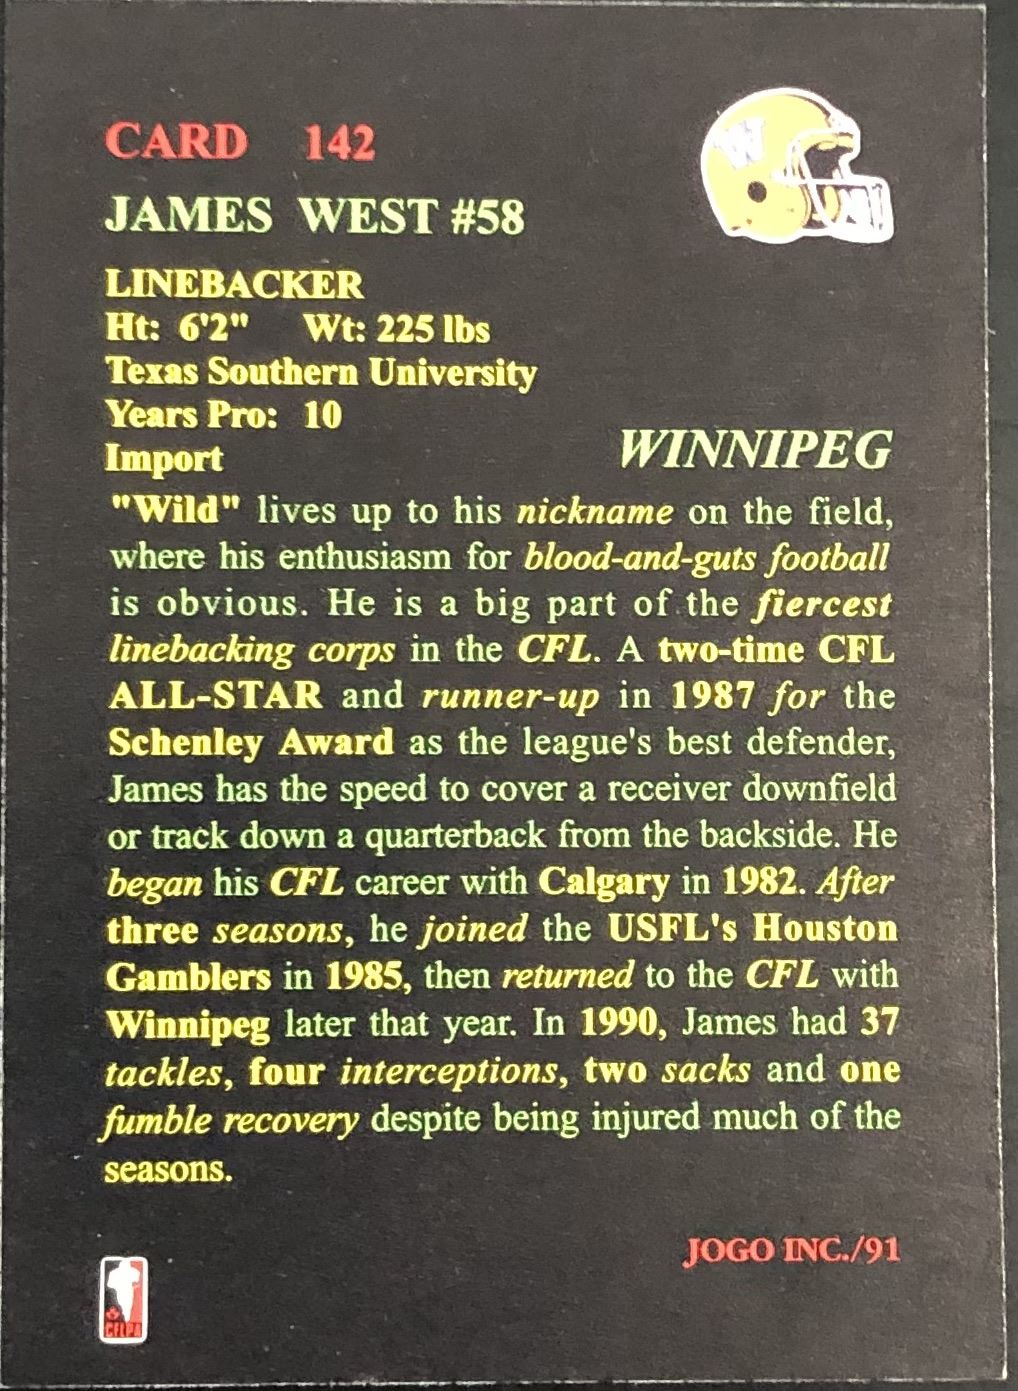 CARD 142
JAMES WEST #58
LINEBACKER
Ht: 6'2" Wt: 225 lbs
Texas Southern University
Years Pro: 10
Import
WINNIPEG
"Wild" lives up to his nickname on the field,
where his enthusiasm for blood-and-guts football
is obvious. He is a big part of the fiercest
linebacking corps in the CFL. A two-time CFL
ALL-STAR and runner-up in 1987 for the
Schenley Award as the league's best defender,
James has the speed to cover a receiver downfield
or track down a quarterback from the backside. He
began his CFL career with Calgary in 1982. After
three seasons, he joined the USFL's Houston
Gamblers in 1985, then returned to the CFL with
Winnipeg later that year. In 1990, James had 37
tackles, four interceptions, two sacks and one
fumble recovery despite being injured much of the
seasons.
JOGO INC./91
CFLPA
W